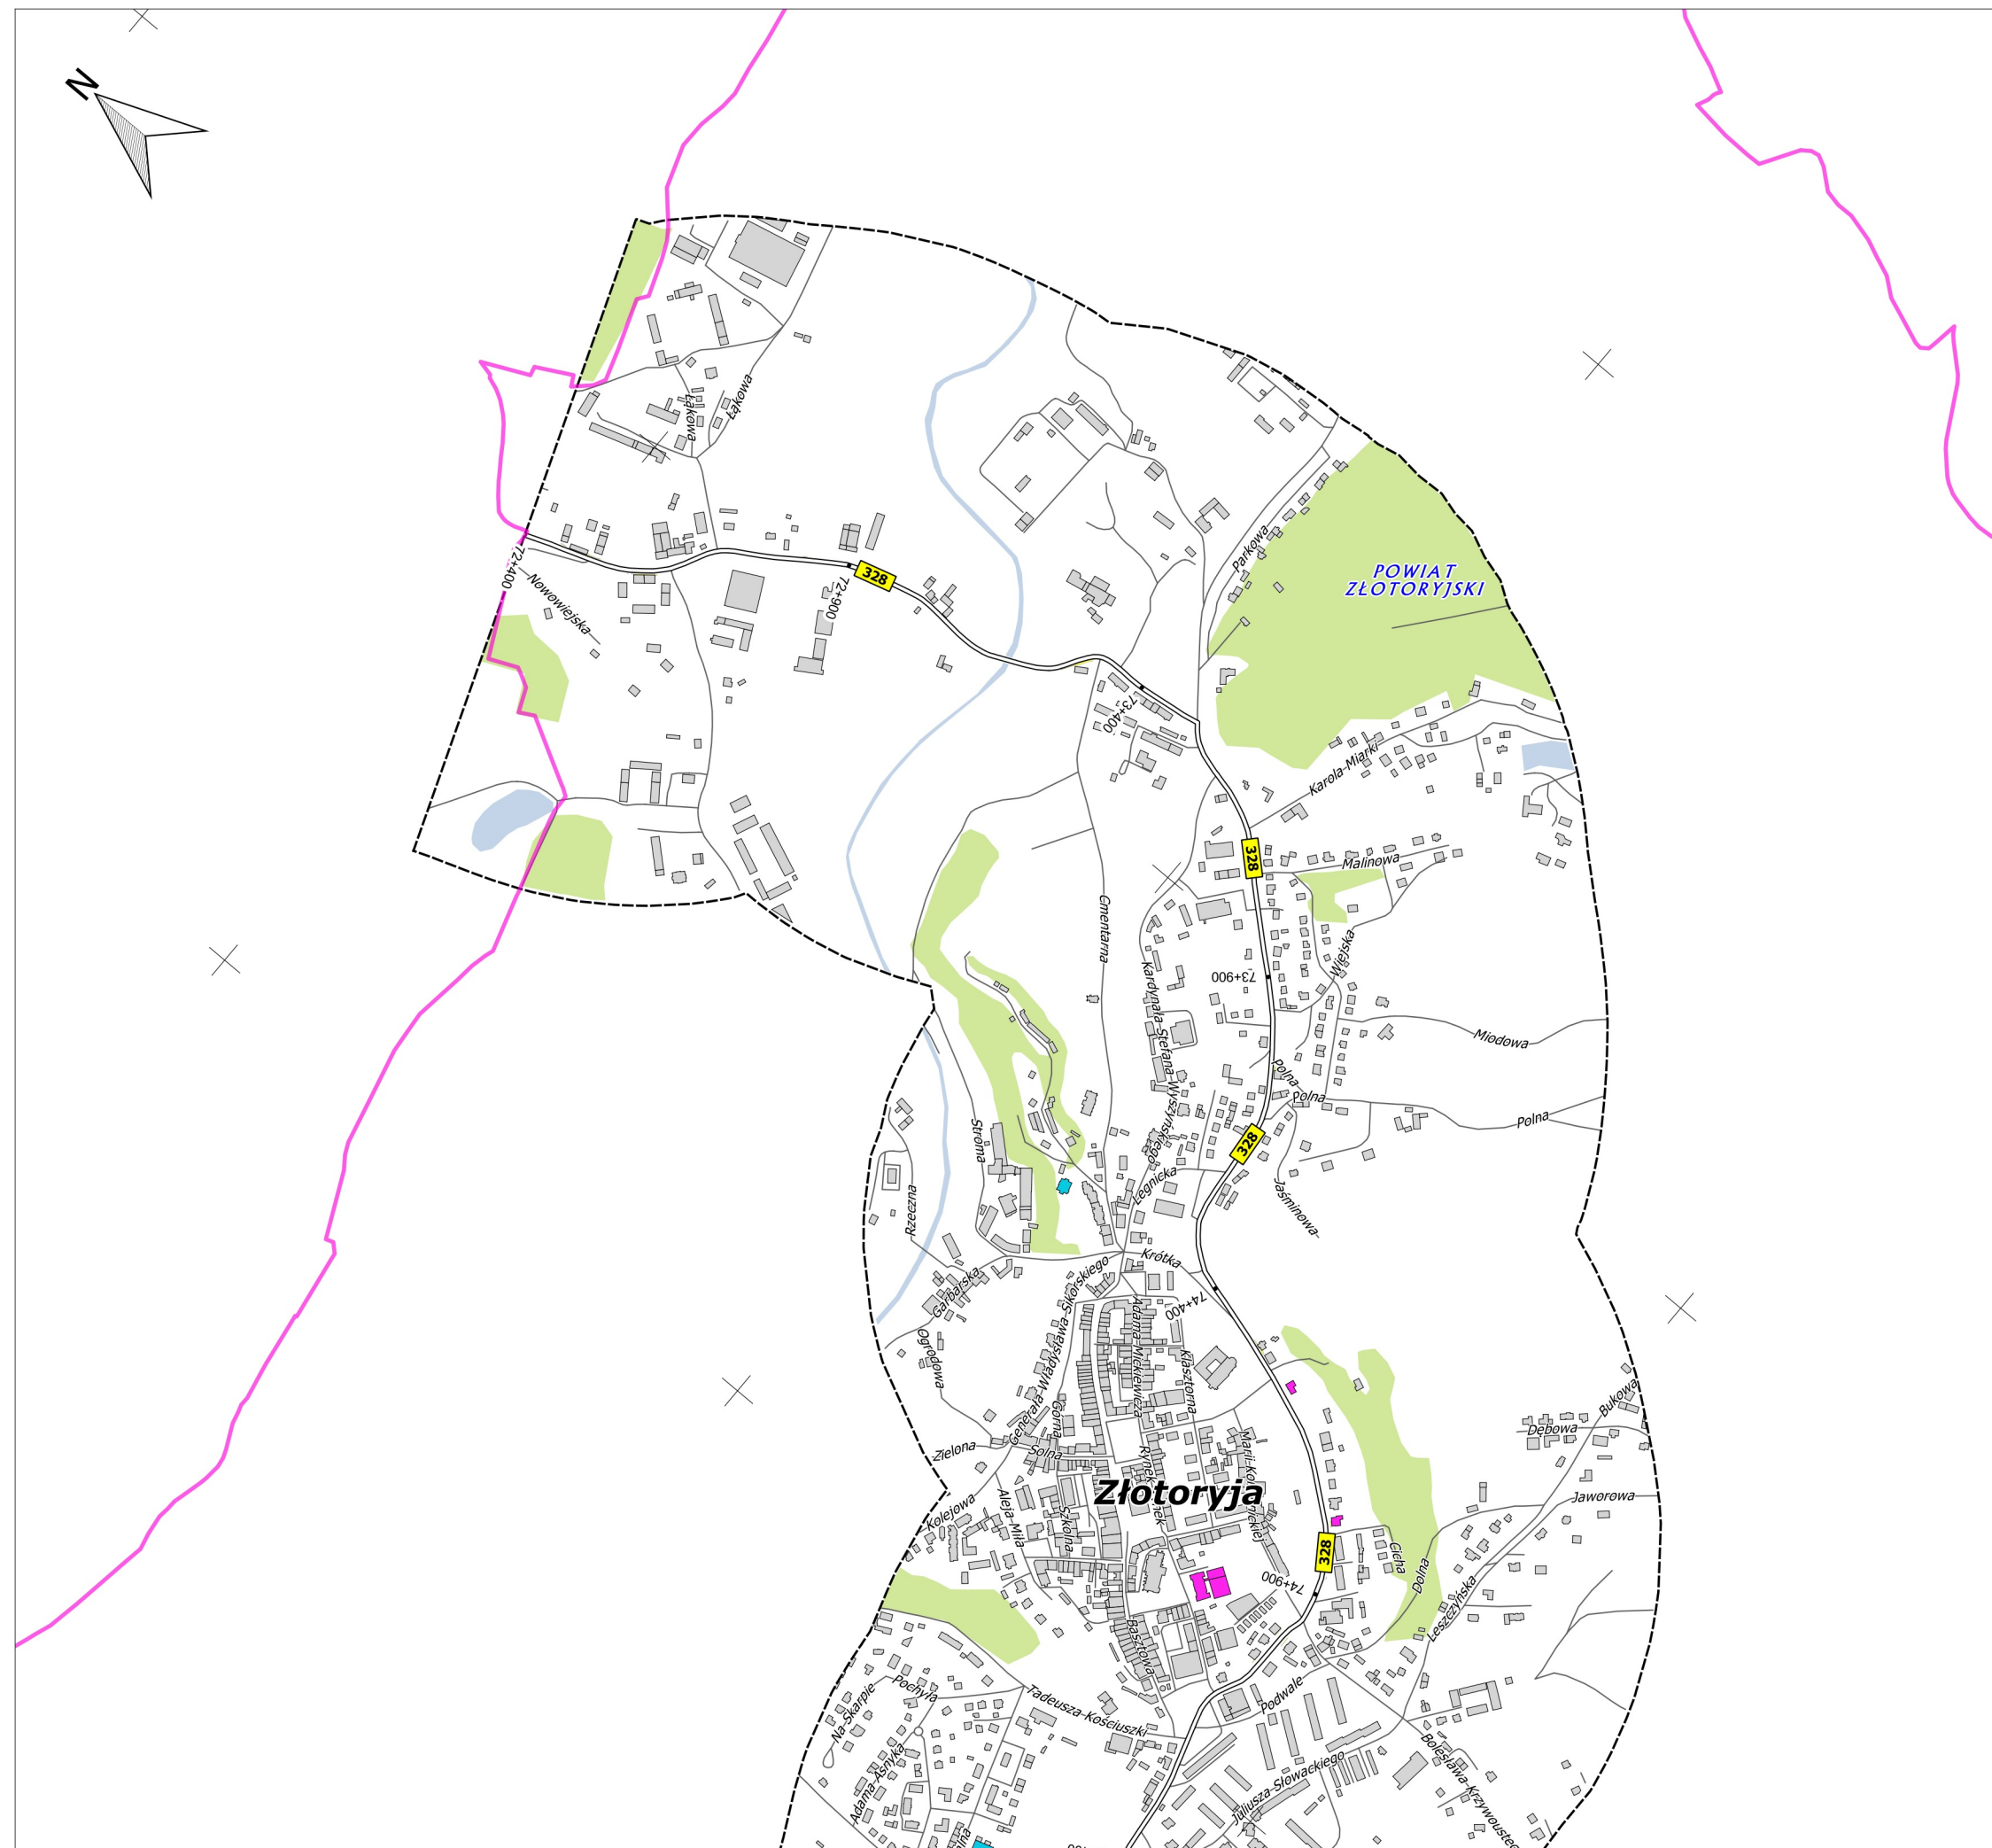 N
Łąkowa
Łąkowa
72+400
Nowowiejska
328
72+900
Parkowa
POWIAT
ZŁOTORYJSKI
73+400
Karola Miarki
328
Malinowa
Cmentarna
Wiejska
Kardynała Stefana Wyszyńskiego
73+900
Miodowa
Polna
Polna
Polna
Stroma
328
Legnicka
Jaśminowa
Rzeczna
Krótka
Garbarska
Generała Władysława Sikorskiego
74+400
Adama Mickiewicza
Ogrodowa
Klasztorna
Górna
Bukowa
Dębowa
Zielona
Solna
Rynek
Złotoryja
Jaworowa
Kolejowa
Aleja Miła
Szkolna
328
Cicha
74+900
Dolna
Leszczyńska
Basztowa
Pochyła
Na Skarpie
Podwale
Tadeusza Kościuszki
Adama Asnyka
Juliusza Słowackiego